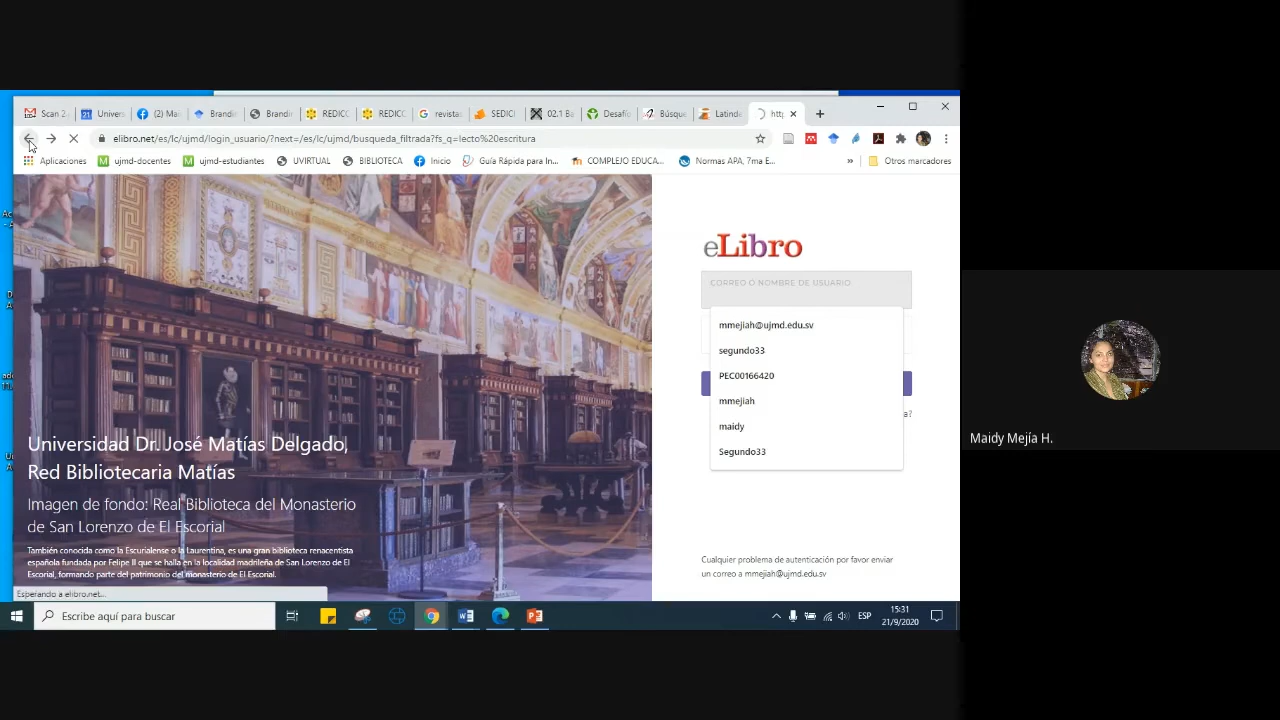 Scan 2
Univers
(2) Ma
Brandi
Brandi
REDIC
REDIC
revista
SEDICI
02.1 Ba
Desafío
Búsque
Latinde
elibro.net/es/lc/ujmd/login_usuario/?next=/es/lc/ujmd/busqueda_filtrada?fs_q=lecto%20escritura
Aplicaciones ujmd-docentes ujmd-estudiantes UVIRTUAL BIBLIOTECA Inicio Guía Rápida para In... COMPLEJO EDUCA... Normas APA, 7ma E... » Otros marcadores
eLibro
CORREO O NOMBRE DE USUARIO
mmejiah@ujmd.edu.sv
segundo33
PEC00166420
mmejiah
maidy
Segundo33
Universidad Dr. José Matías Delgado,
Red Bibliotecaria Matías
Imagen de fondo: Real Biblioteca del Monasterio
de San Lorenzo de El Escorial
También conocida como la Escurialense o la Laurentina, es una gran biblioteca renacentista
española fundada por Felipe II que se halla en la localidad madrileña de San Lorenzo de El
Escorial, formando parte del patrimonio del monasterio de El Escorial.
Cualquier problema de autenticación por favor enviar
un correo a mmejiah@ujmd.edu.sv
Esperando a elibro.net...
Escribe aquí para buscar
ESP
15:31
21/9/2020
Maidy Mejía H.